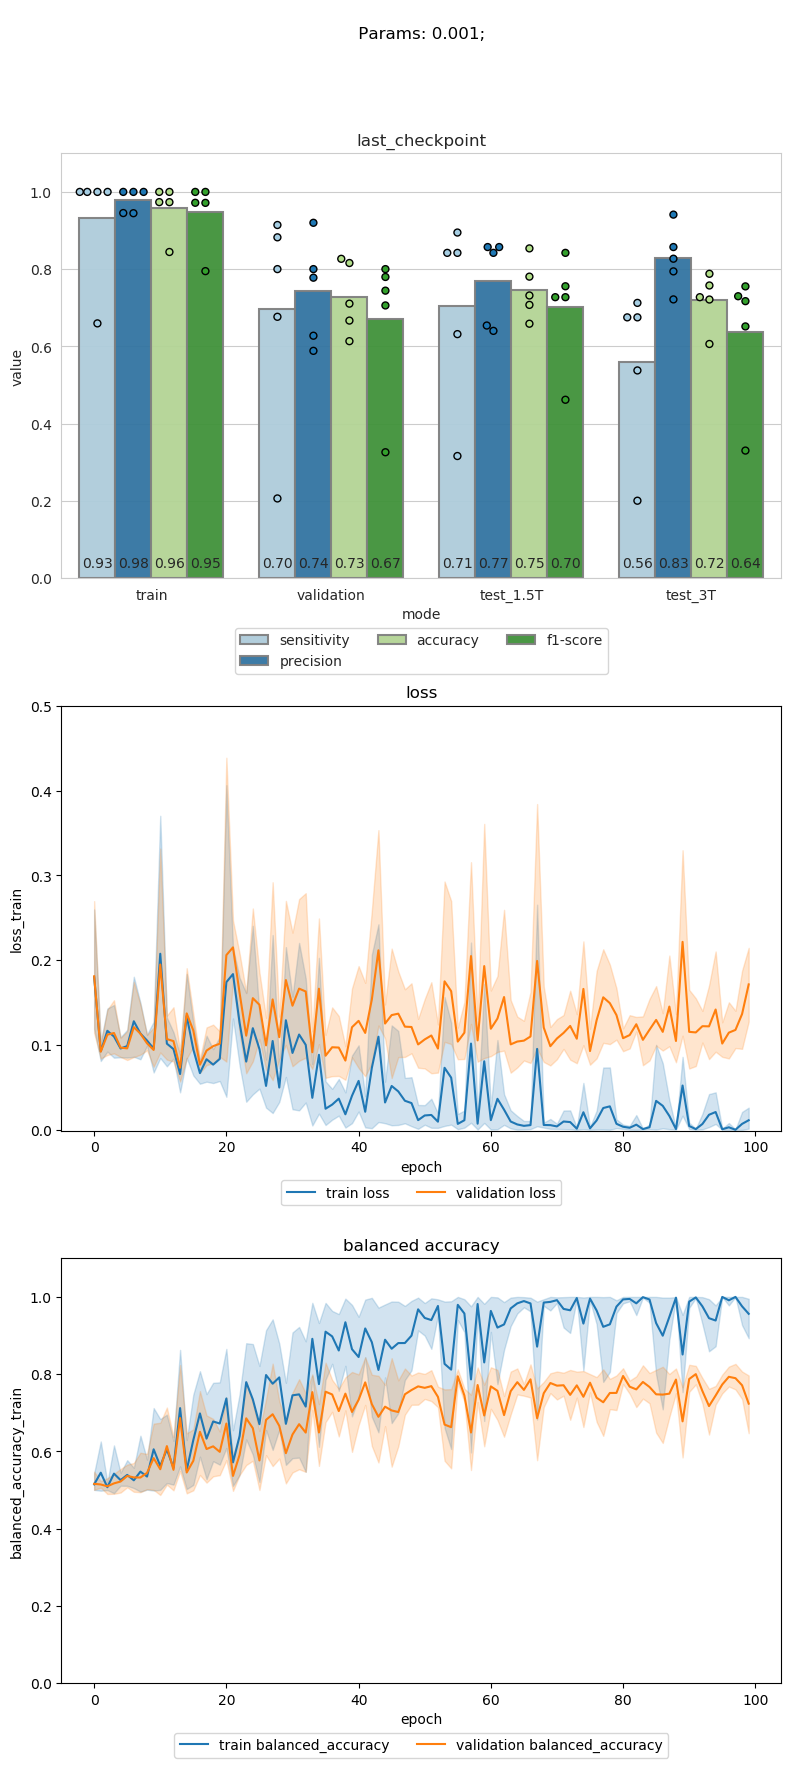 Params: 0.001;
last_checkpoint
1.0
0.8
0.6
0.4
0.2
0.0
value
0.93 0.98 0.96 0.95 0.70 0.74 0.73 0.67 0.71 0.77 0.75 0.70 0.56 0.83 0.72 0.64
train validation test_1.5T test_3T
mode
sensitivity accuracy f1-score
precision
loss
0.5
0.4
0.3
0.2
0.1
0.0
loss_train
0 20 40 60 80 100
epoch
train loss validation loss
balanced accuracy
1.0
0.8
0.6
0.4
0.2
0.0
balanced_accuracy_train
0 20 40 60 80 100
epoch
train balanced_accuracy validation balanced_accuracy